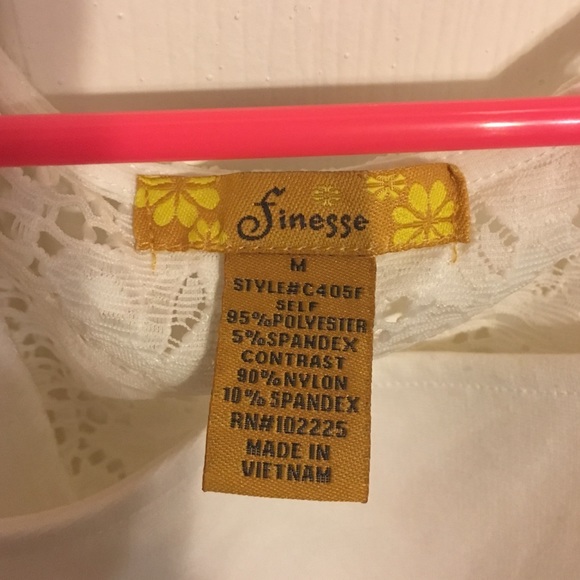 Finesse
M
STYLE#C405F
SELF
95%POLYESTER
5%SPANDEX
CONTRAST
90%NYLON
10% SPANDEX
RN#102225
MADE IN
VIETNAM